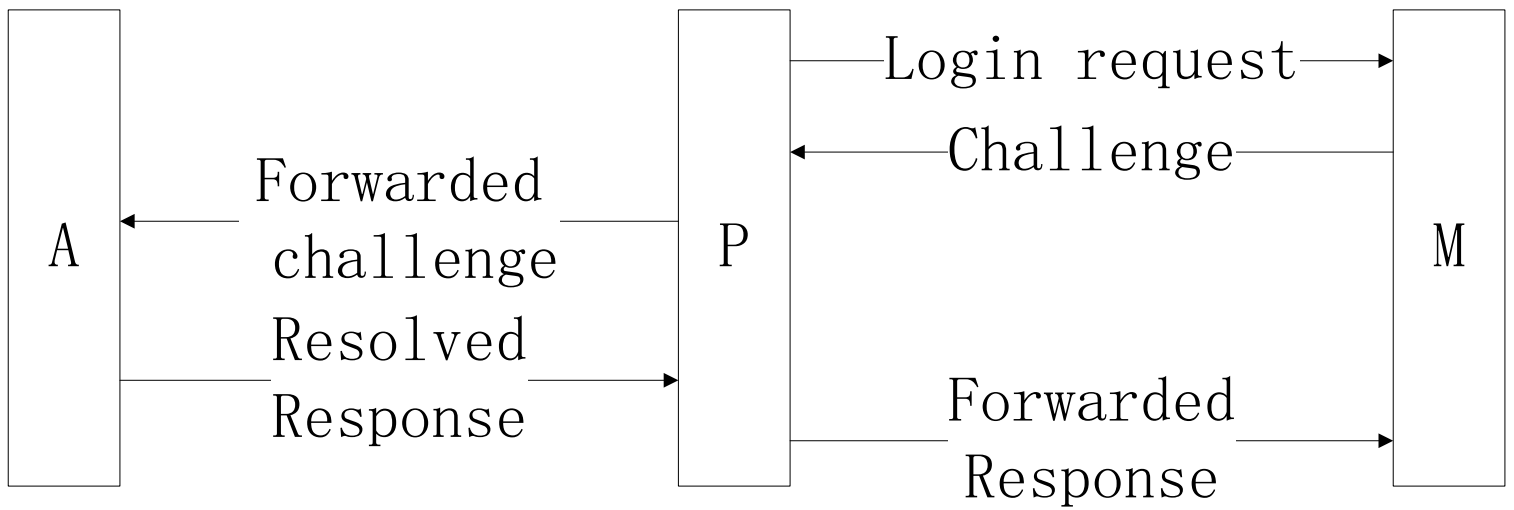 Login request
Challenge
Forwarded
challenge
A
P
M
Resolved
Response
Forwarded
Response